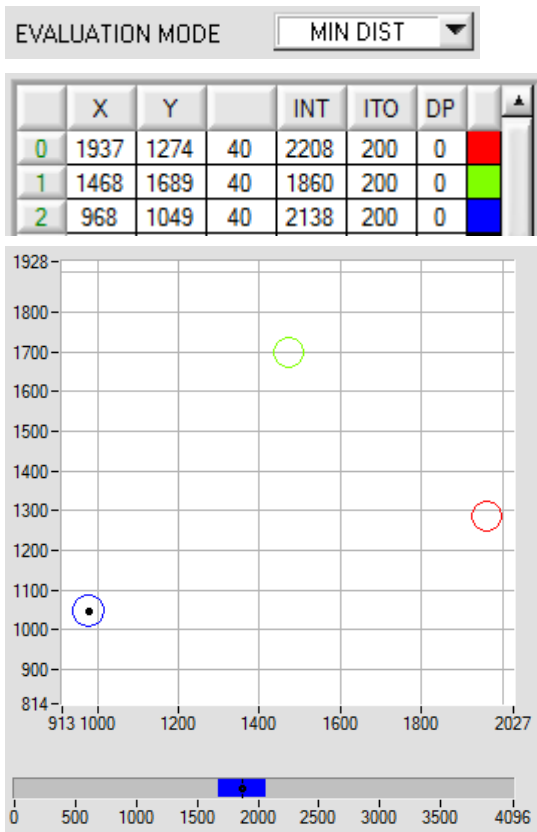 EVALUATION MODE MIN DIST
X Y INT ITO DP
0 1937 1274 40 2208 200 0
1 1468 1689 40 1860 200 0
2 968 1049 40 2138 200 0
1928
1800
1700
1600
1500
1400
1300
1200
1100
1000
900
814
913 1000 1200 1400 1600 1800 2027
0 500 1000 1500 2000 2500 3000 3500 4096